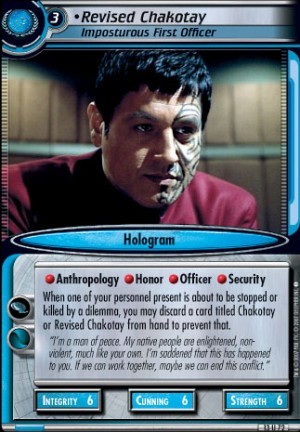 3
•Revised Chakotay
Imposturous First Officer
Hologram
Anthropology Honor Officer Security
When one of your personnel present is about to be stopped or
killed by a dilemma, you may discard a card titled Chakotay
or Revised Chakotay from hand to prevent that.
"I'm a man of peace. My native people are enlightened, non-
violent, much like your own. I'm saddened that this has happened
to you. If we can work together, maybe we can end this conflict."
INTEGRITY 6
CUNNING 6
STRENGTH 6